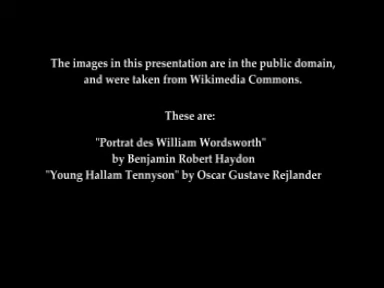 The images in this presentation are in the public domain,
and were taken from Wikimedia Commons.
These are:
"Portrat des William Wordsworth"
by Benjamin Robert Haydon
"Young Hallam Tennyson" by Oscar Gustave Rejlander